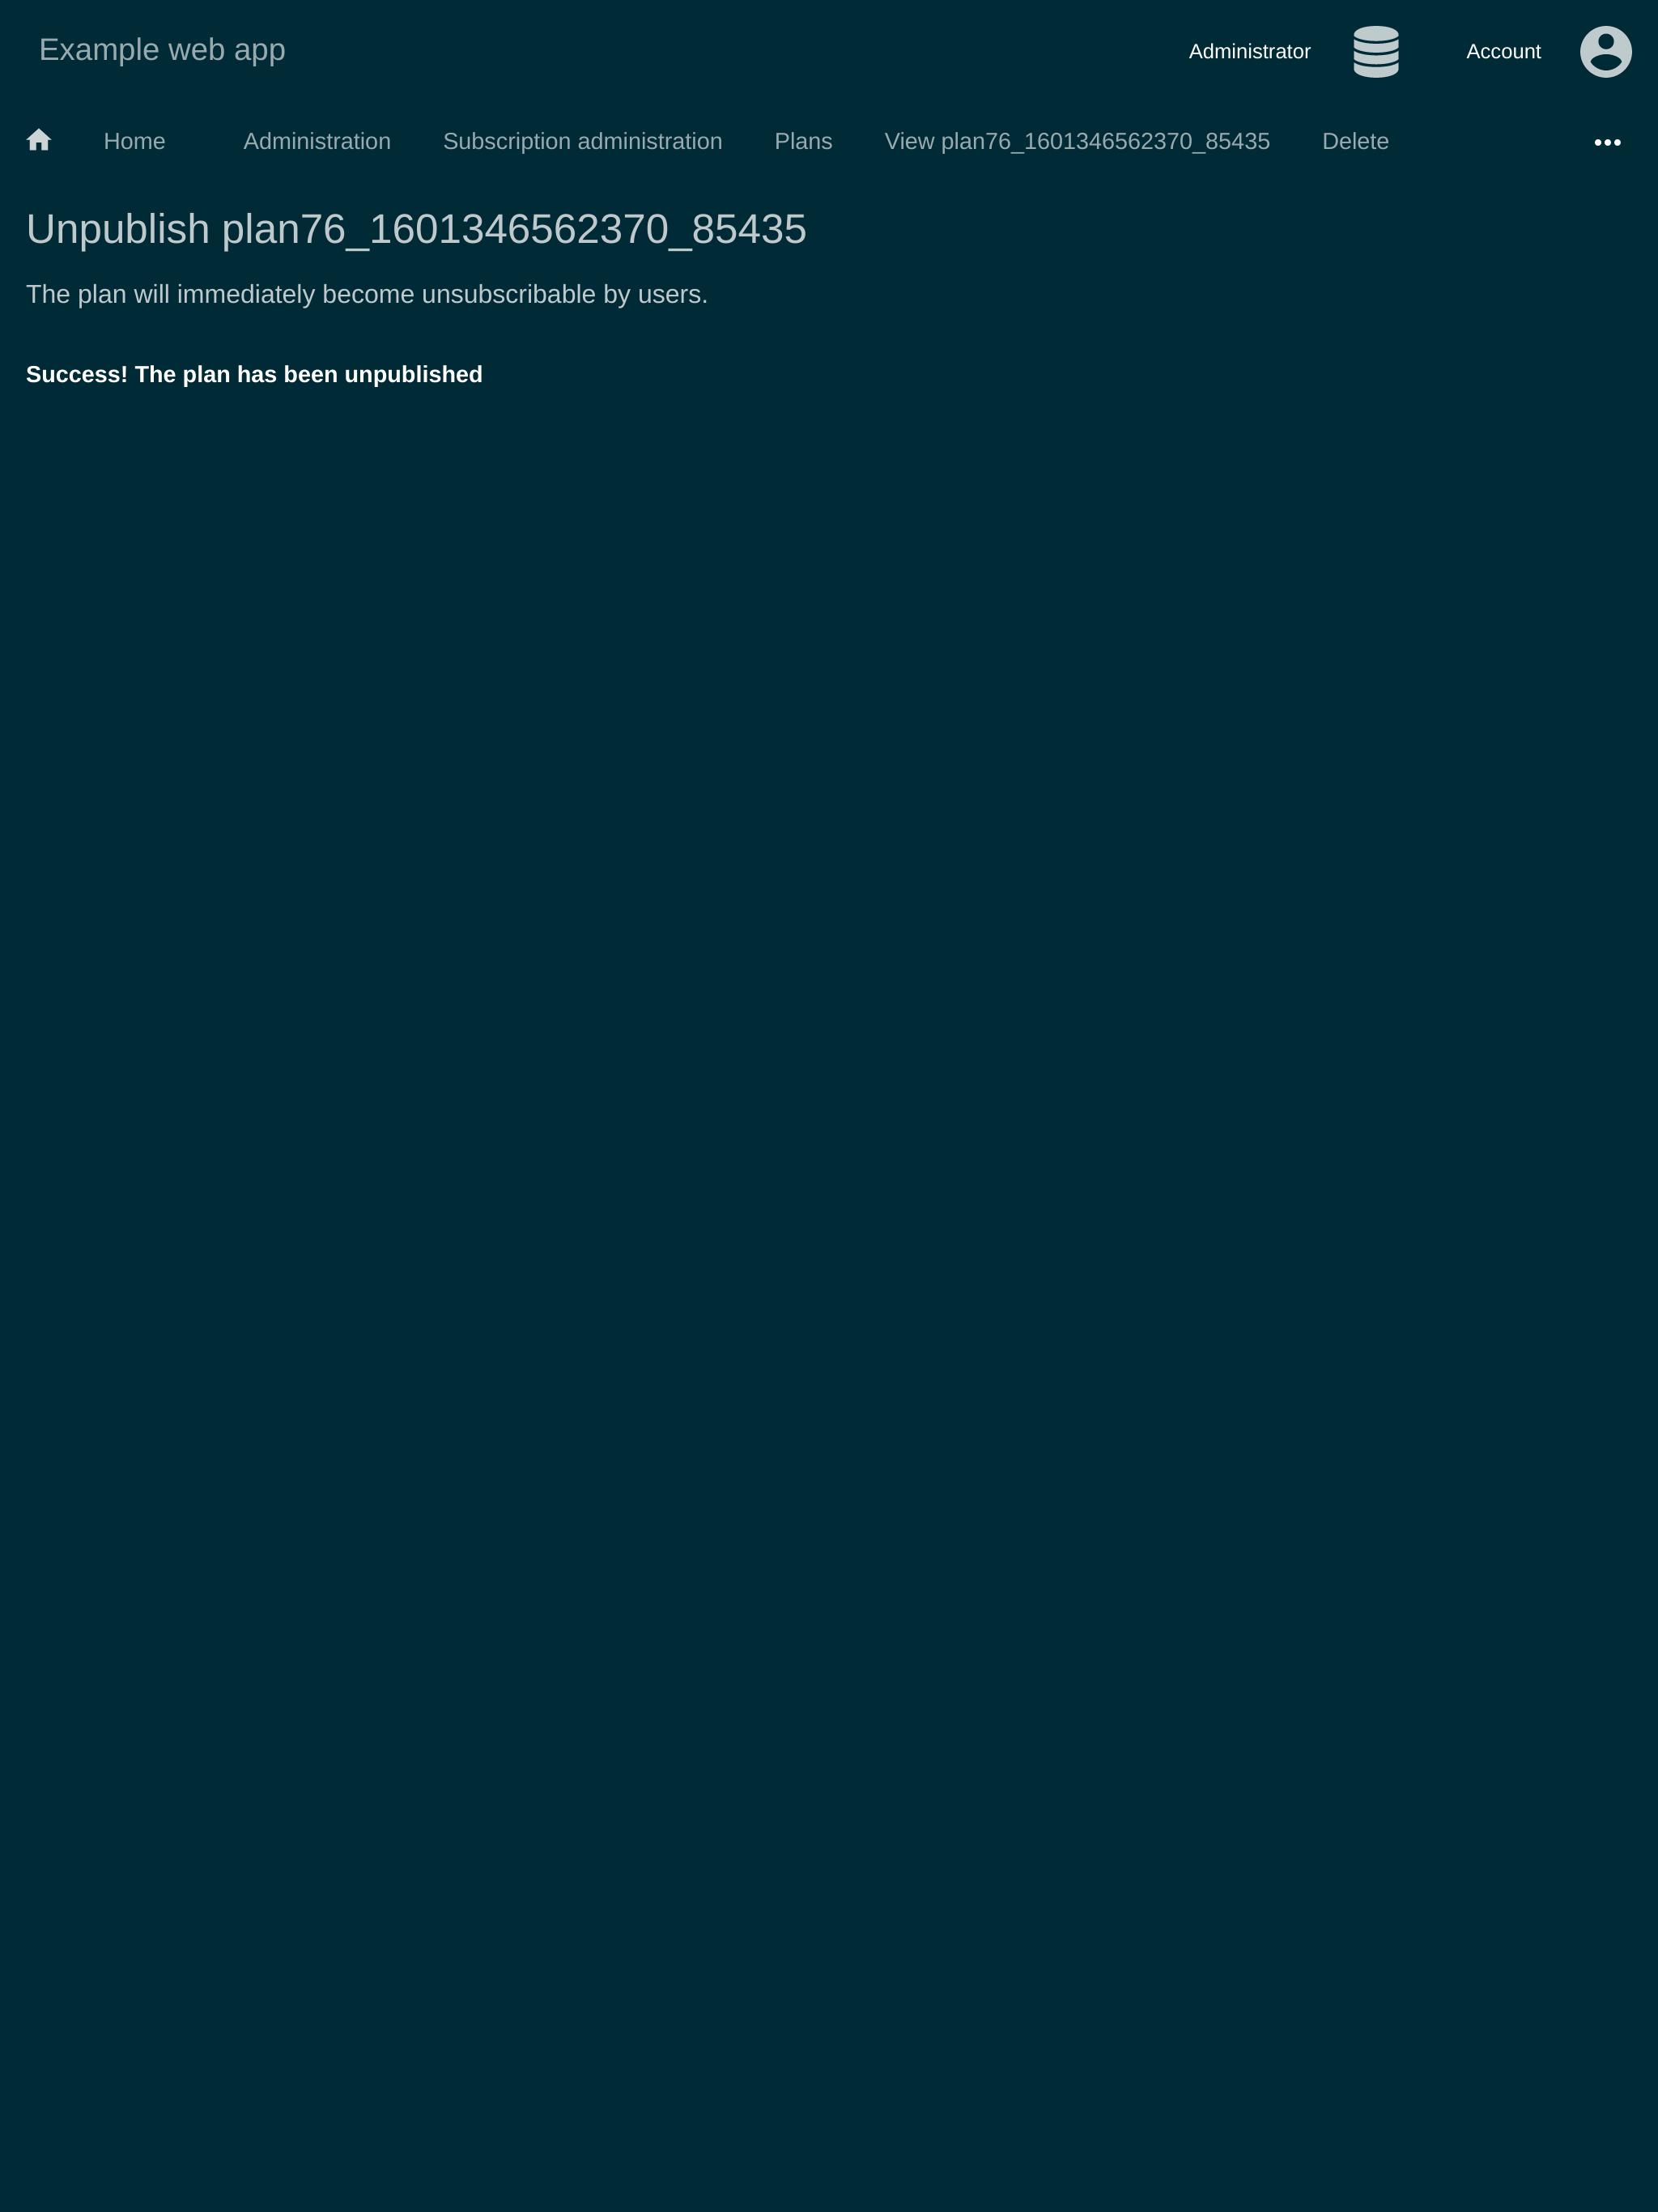 Example web app
Administrator
Account
Home Administration Subscription administration Plans View plan76_1601346562370_85435 Delete
Unpublish plan76_1601346562370_85435
The plan will immediately become unsubscribable by users.
Success! The plan has been unpublished